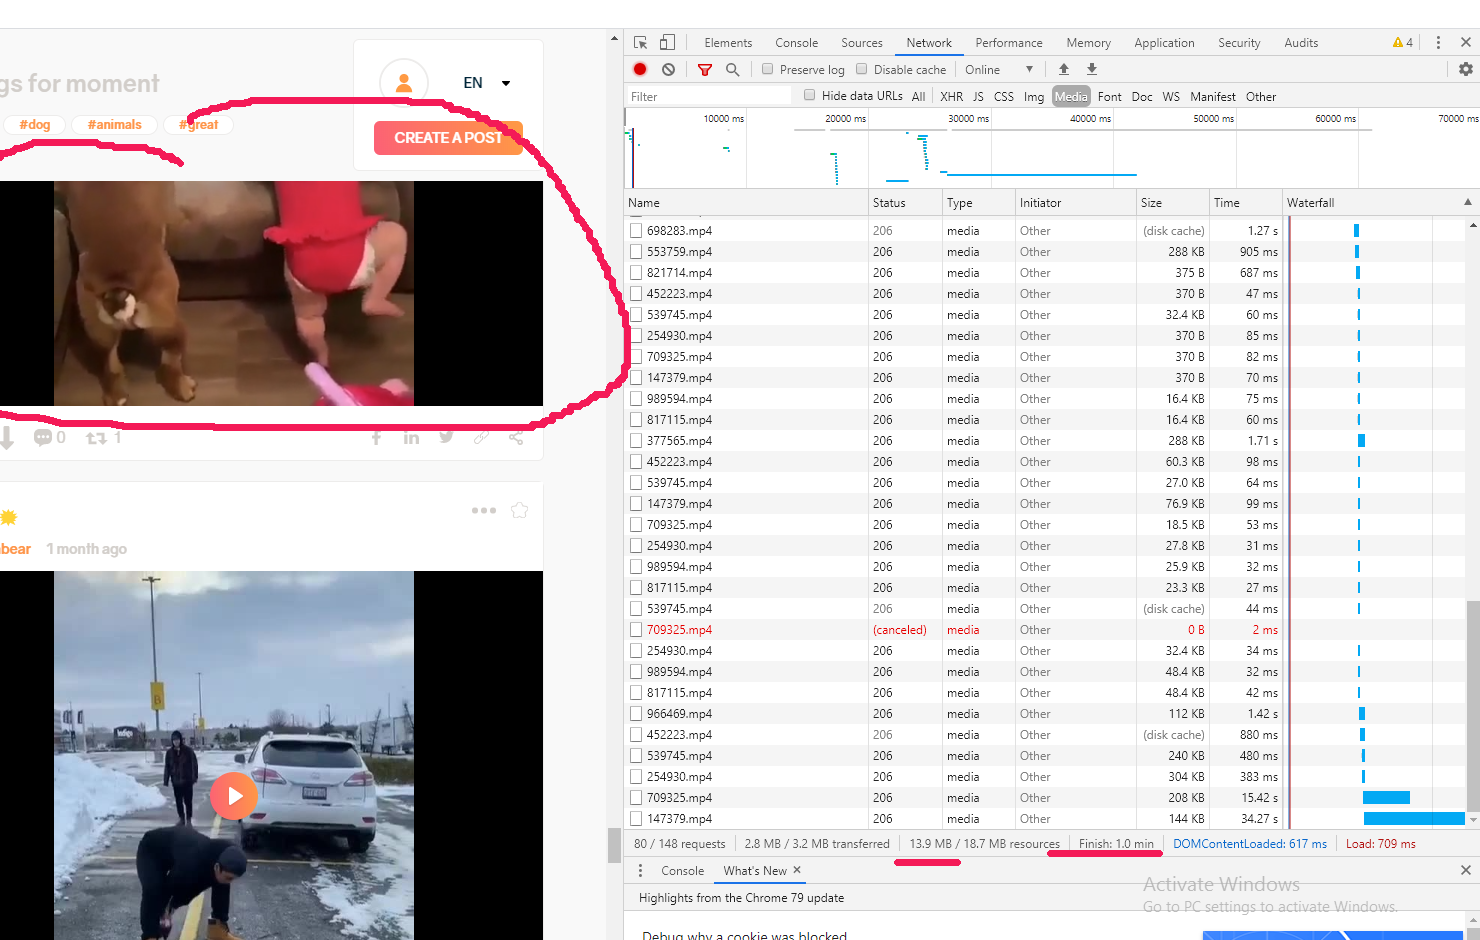 Elements Console Sources Network Performance Memory Application Security Audits 4
Preserve log Disable cache Online
Filter Hide data URLs All XHR JS CSS Img Media Font Doc WS Manifest Other
10000 ms 20000 ms 30000 ms 40000 ms 50000 ms 60000 ms 70000 ms
Name Status Type Initiator Size Time Waterfall
698283.mp4 206 media Other (disk cache) 1.27 s
553759.mp4 206 media Other 288 KB 905 ms
821714.mp4 206 media Other 375 B 687 ms
452223.mp4 206 media Other 370 B 47 ms
539745.mp4 206 media Other 32.4 KB 60 ms
254930.mp4 206 media Other 370 B 85 ms
709325.mp4 206 media Other 370 B 82 ms
147379.mp4 206 media Other 370 B 70 ms
989594.mp4 206 media Other 16.4 KB 75 ms
817115.mp4 206 media Other 16.4 KB 60 ms
377565.mp4 206 media Other 288 KB 1.71 s
452223.mp4 206 media Other 60.3 KB 98 ms
539745.mp4 206 media Other 27.0 KB 64 ms
147379.mp4 206 media Other 76.9 KB 99 ms
709325.mp4 206 media Other 18.5 KB 53 ms
254930.mp4 206 media Other 27.8 KB 31 ms
989594.mp4 206 media Other 25.9 KB 32 ms
817115.mp4 206 media Other 23.3 KB 27 ms
539745.mp4 206 media Other (disk cache) 44 ms
709325.mp4 (canceled) media Other 0 B 2 ms
254930.mp4 206 media Other 32.4 KB 34 ms
989594.mp4 206 media Other 48.4 KB 32 ms
817115.mp4 206 media Other 48.4 KB 42 ms
966469.mp4 206 media Other 112 KB 1.42 s
452223.mp4 206 media Other (disk cache) 880 ms
539745.mp4 206 media Other 240 KB 480 ms
254930.mp4 206 media Other 304 KB 383 ms
709325.mp4 206 media Other 208 KB 15.42 s
147379.mp4 206 media Other 144 KB 34.27 s
80 / 148 requests 2.8 MB / 3.2 MB transferred 13.9 MB / 18.7 MB resources Finish: 1.0 min DOMContentLoaded: 617 ms Load: 709 ms
Console What's New
Highlights from the Chrome 79 update
Debug why a cookie was blocked
Activate Windows
Go to PC settings to activate Windows.
gs for moment
#dog #animals #great
EN
CREATE A POST
0 1
bear 1 month ago